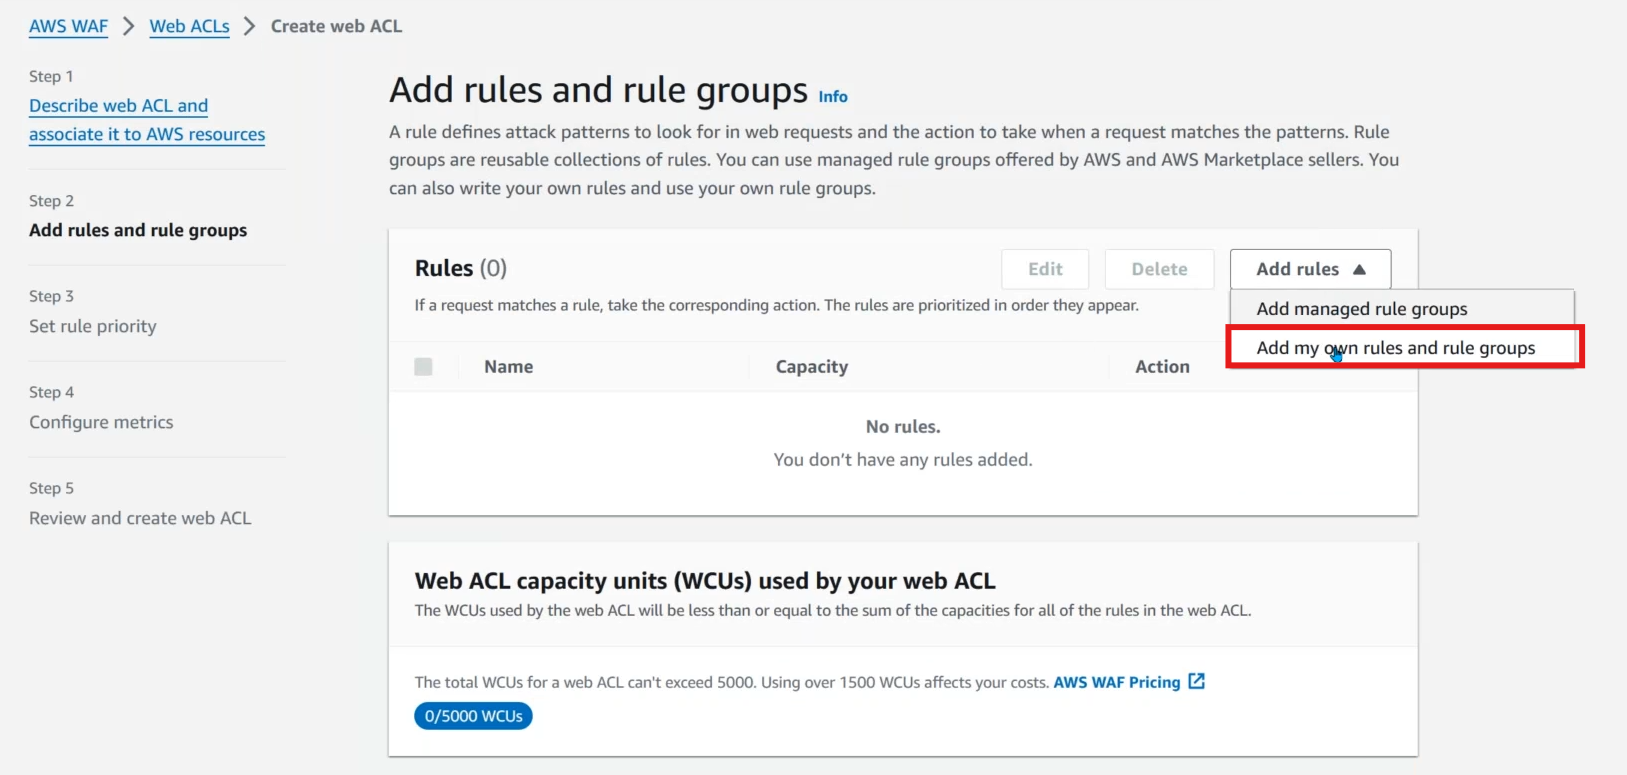 AWS WAF > Web ACLs > Create web ACL
Step 1
Describe web ACL and
associate it to AWS resources
Step 2
Add rules and rule groups
Step 3
Set rule priority
Step 4
Configure metrics
Step 5
Review and create web ACL
Add rules and rule groups Info
A rule defines attack patterns to look for in web requests and the action to take when a request matches the patterns. Rule
groups are reusable collections of rules. You can use managed rule groups offered by AWS and AWS Marketplace sellers. You
can also write your own rules and use your own rule groups.
Rules (0) Edit Delete Add rules
If a request matches a rule, take the corresponding action. The rules are prioritized in order they appear.
Add managed rule groups
Add my own rules and rule groups
Name Capacity Action
No rules.
You don't have any rules added.
Web ACL capacity units (WCUs) used by your web ACL
The WCUs used by the web ACL will be less than or equal to the sum of the capacities for all of the rules in the web ACL.
The total WCUs for a web ACL can't exceed 5000. Using over 1500 WCUs affects your costs. AWS WAF Pricing
0/5000 WCUs